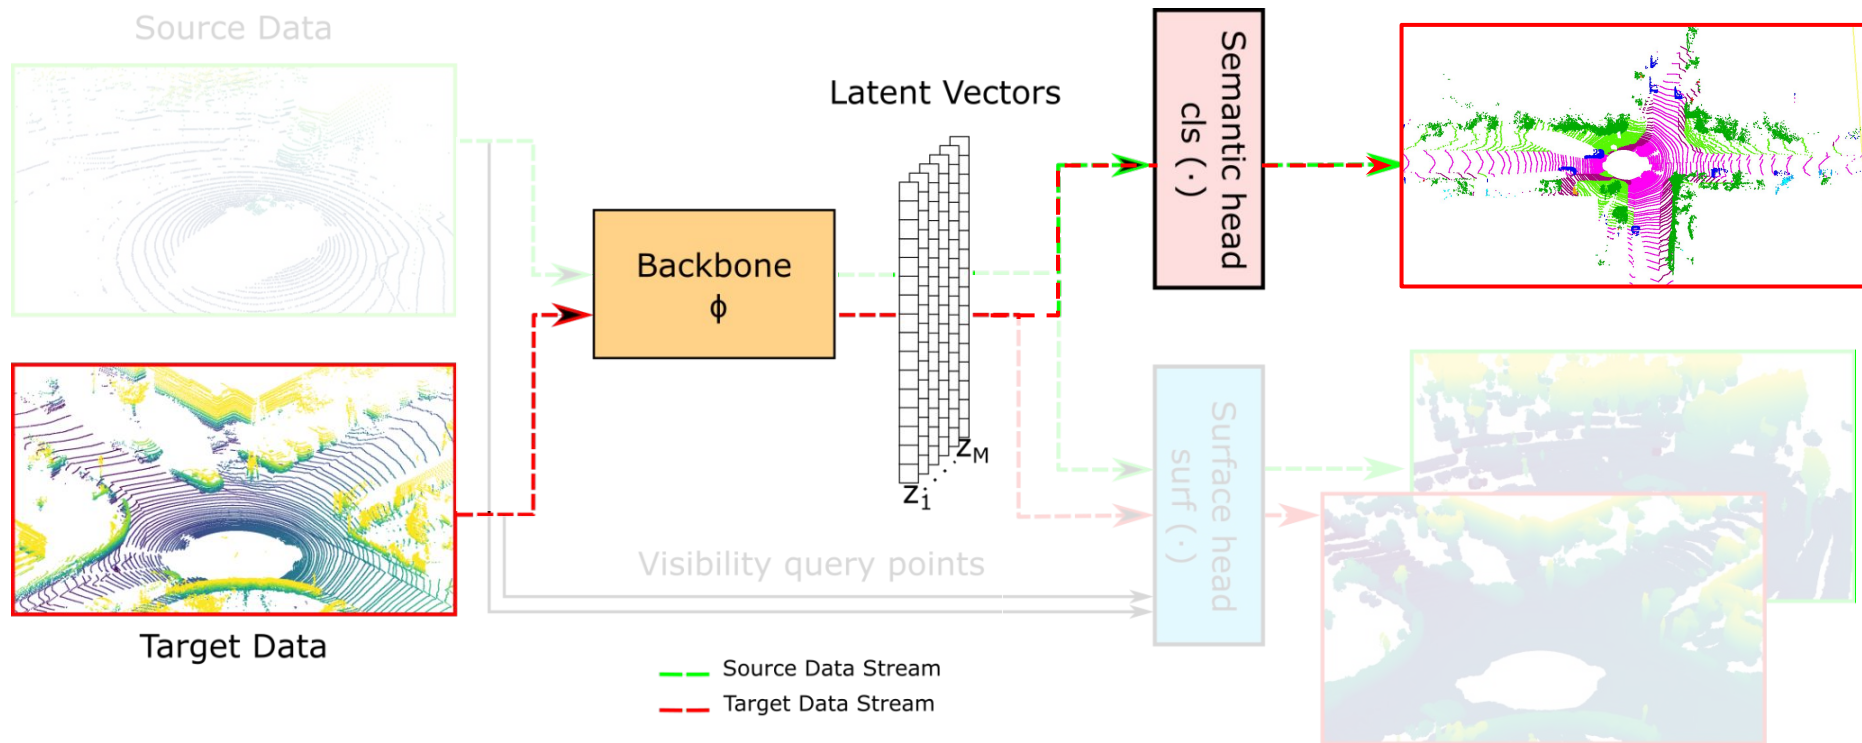 Source Data
Latent Vectors
Semantic head
cls (·)
Backbone
ϕ
z₁
z_M
Surface head
surf (·)
Visibility query points
Target Data
Source Data Stream
Target Data Stream